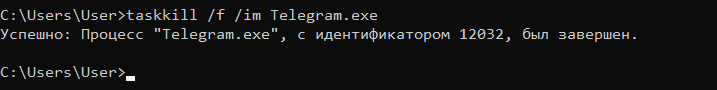 C:\Users\User>taskkill /f /im Telegram.exe
Успешно: Процесс "Telegram.exe", с идентификатором 12032, был завершен.
C:\Users\User>